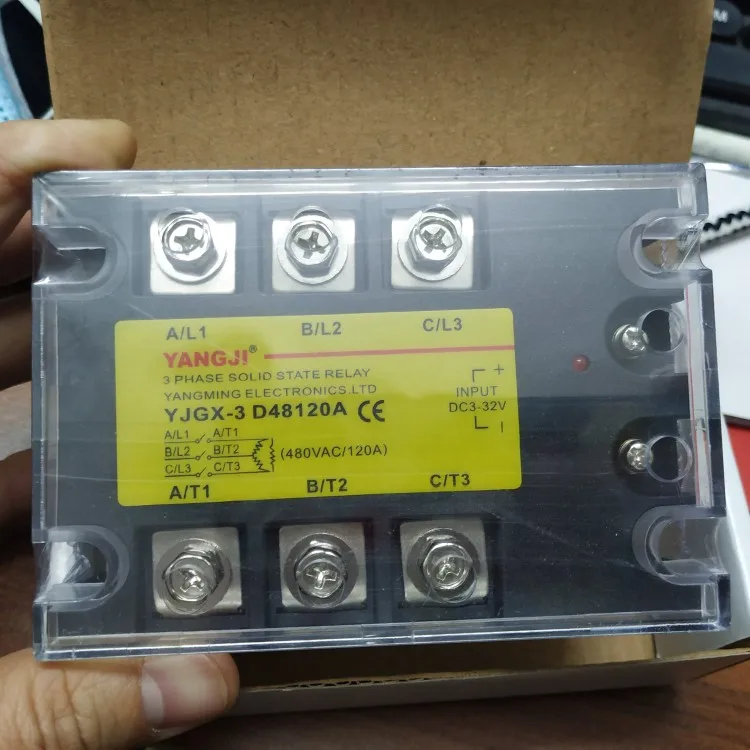 M
A/L1 B/L2 C/L3
YANGJI®
3 PHASE SOLID STATE RELAY
YANGMING ELECTRONICS.LTD
YJGX-3 D48120A CE
+
INPUT
DC3-32V
-
A/L1 A/T1
B/L2 B/T2 (480VAC/120A)
C/L3 C/T3
A/T1 B/T2 C/T3